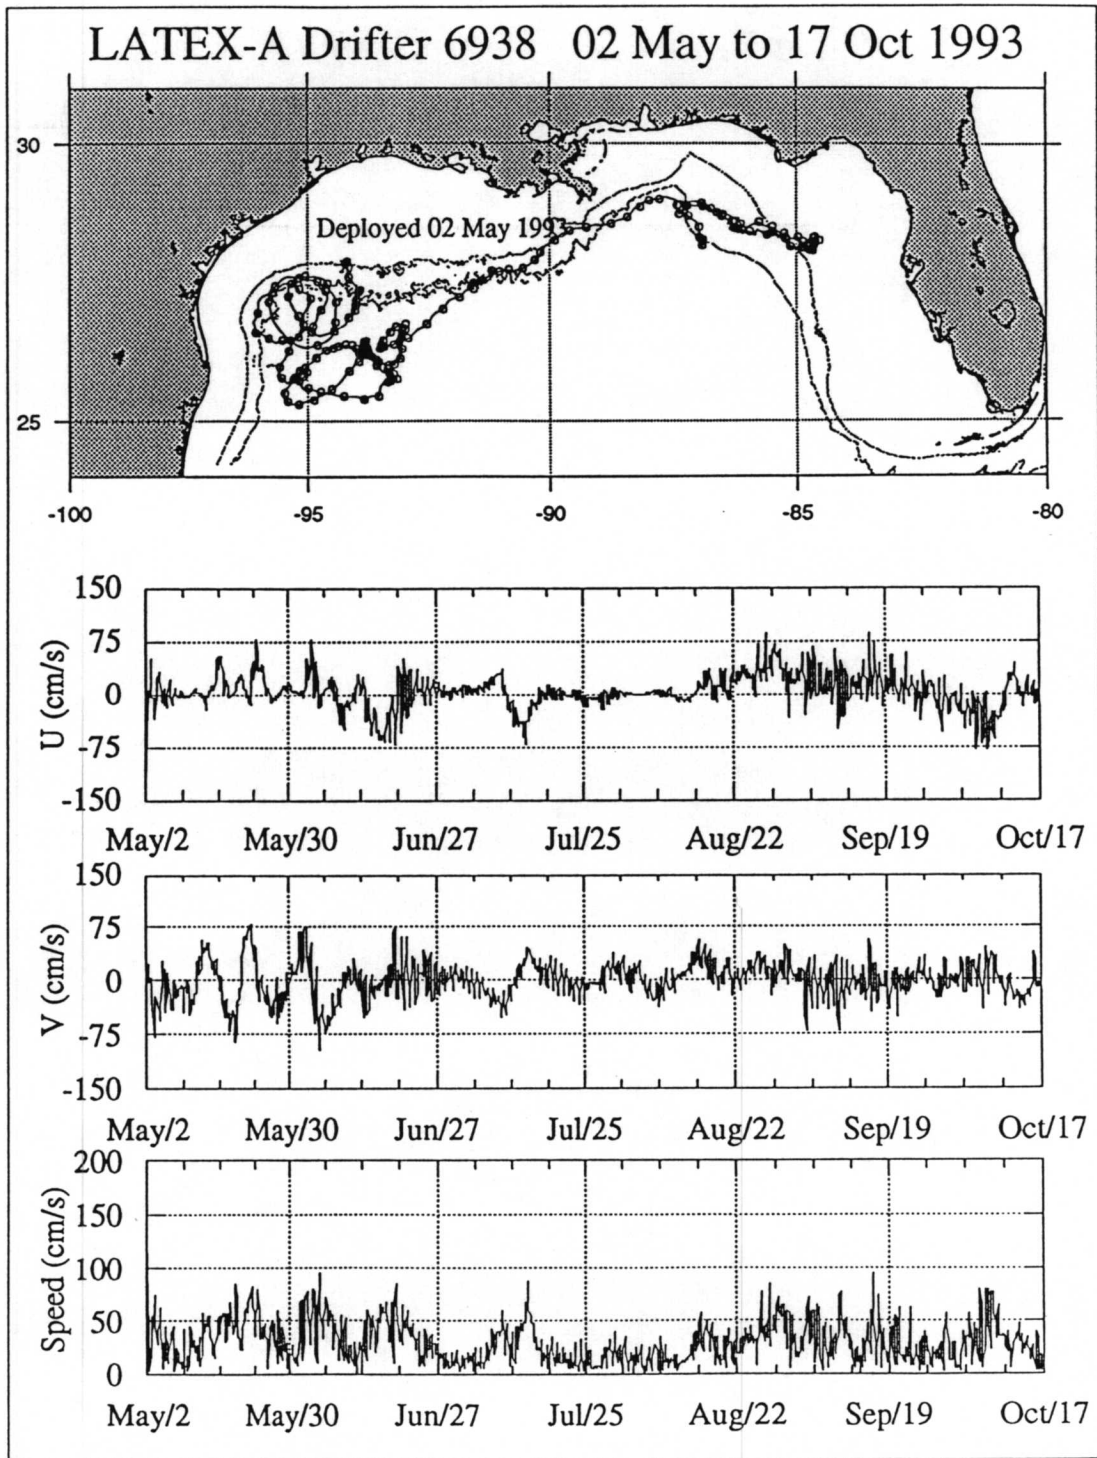 LATEX-A Drifter 6938 02 May to 17 Oct 1993
30
25
Deployed 02 May 1993
-100 -95 -90 -85 -80
U (cm/s)
150
75
0
-75
-150
May/2 May/30 Jun/27 Jul/25 Aug/22 Sep/19 Oct/17
V (cm/s)
150
75
0
-75
-150
May/2 May/30 Jun/27 Jul/25 Aug/22 Sep/19 Oct/17
Speed (cm/s)
200
150
100
50
0
May/2 May/30 Jun/27 Jul/25 Aug/22 Sep/19 Oct/17